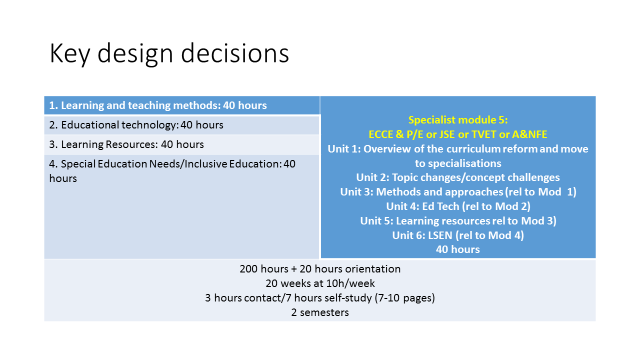 Key design decisions
1. Learning and teaching methods: 40 hours
2. Educational technology: 40 hours
3. Learning Resources: 40 hours
4. Special Education Needs/Inclusive Education: 40
hours
Specialist module 5:
ECCE & P/E or JSE or TVET or A&NFE
Unit 1: Overview of the curriculum reform and move
to specialisations
Unit 2: Topic changes/concept challenges
Unit 3: Methods and approaches (rel to Mod 1)
Unit 4: Ed Tech (rel to Mod 2)
Unit 5: Learning resources rel to Mod 3)
Unit 6: LSEN (rel to Mod 4)
40 hours
200 hours + 20 hours orientation
20 weeks at 10h/week
3 hours contact/7 hours self-study (7-10 pages)
2 semesters